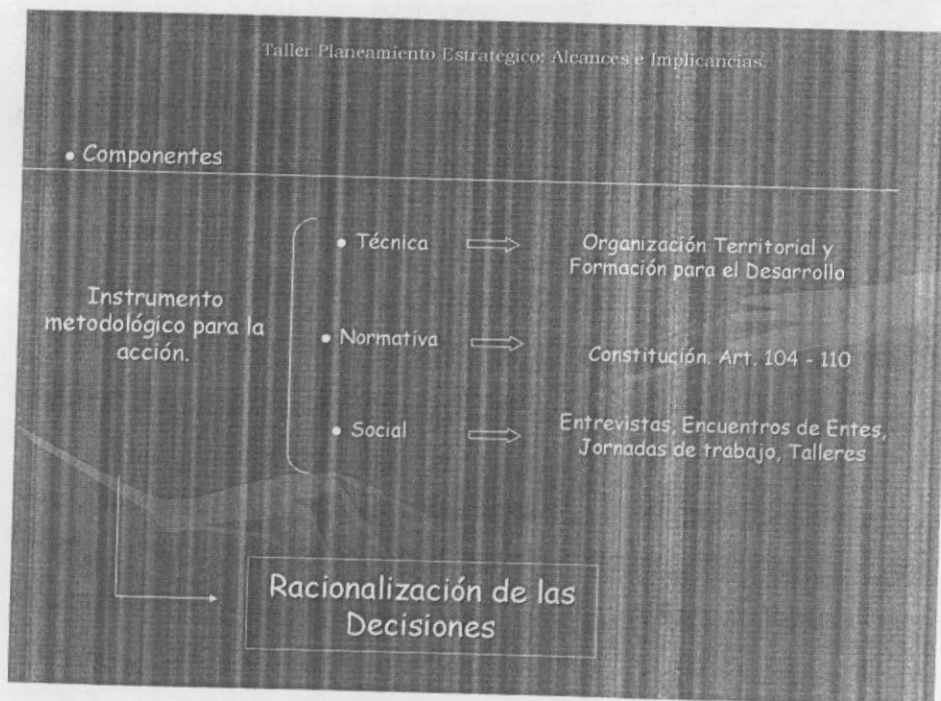 Taller Planeamiento Estratégico: Alcances e Implicancias.
• Componentes
Instrumento
metodológico para la
acción.
• Técnica
Organización Territorial y
Formación para el Desarrollo
• Normativa
Constitución. Art. 104 - 110
• Social
Entrevistas, Encuentros de Entes,
Jornadas de trabajo, Talleres
Racionalización de las
Decisiones